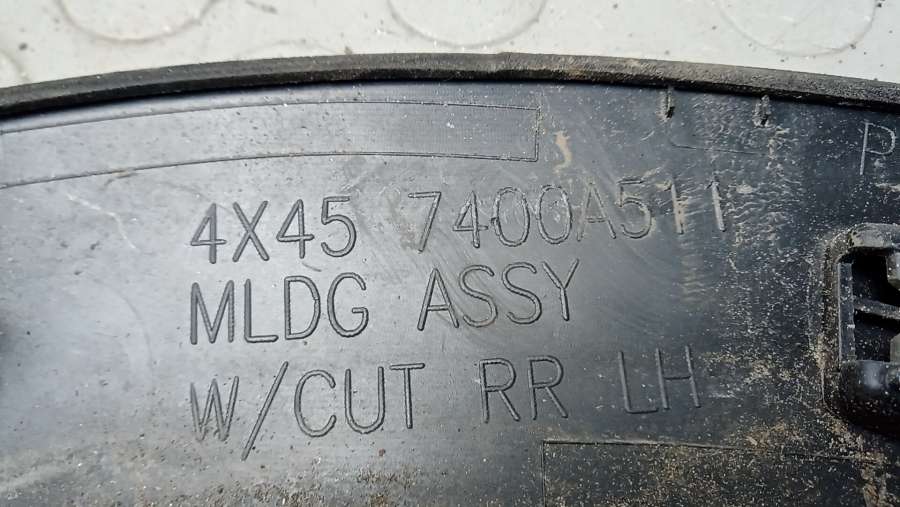 4X45 7400A511
MLDG ASSY
W/CUT RR LH
P